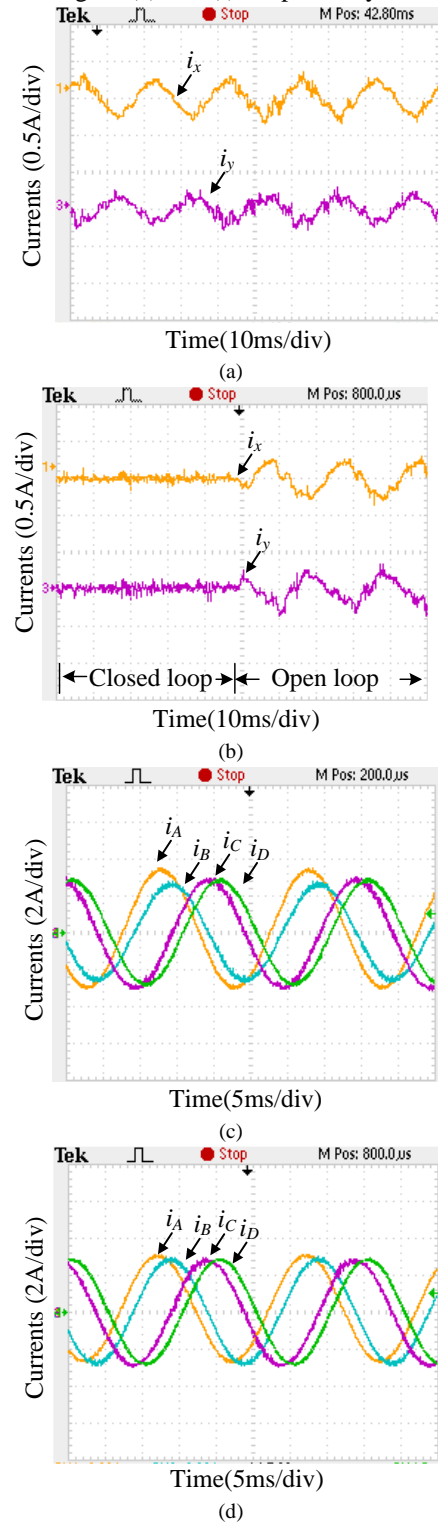 Tek Stop M Pos: 42.80ms
1
i_x
i_y
3
Currents (0.5A/div)
Time(10ms/div)
(a)
Tek Stop M Pos: 800.0us
1
i_x
i_y
3
Currents (0.5A/div)
Closed loop Open loop
Time(10ms/div)
(b)
Tek Stop M Pos: 200.0us
i_A i_B i_C i_D
Currents (2A/div)
Time(5ms/div)
(c)
Tek Stop M Pos: 800.0us
i_A i_B i_C i_D
Currents (2A/div)
Time(5ms/div)
(d)